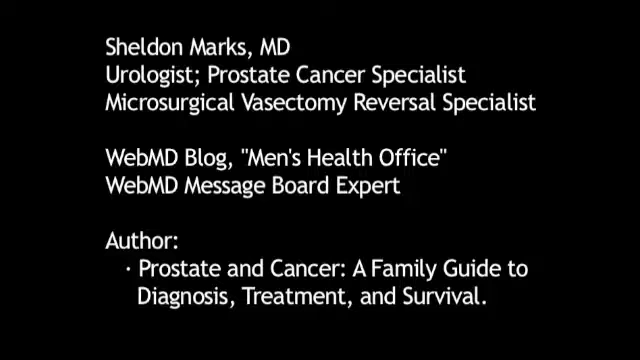 Sheldon Marks, MD
Urologist; Prostate Cancer Specialist
Microsurgical Vasectomy Reversal Specialist
WebMD Blog, "Men's Health Office"
WebMD Message Board Expert
Author:
· Prostate and Cancer: A Family Guide to
Diagnosis, Treatment, and Survival.